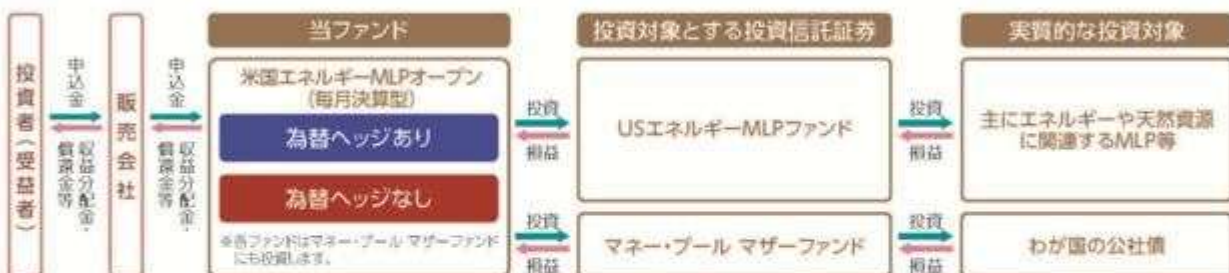 当ファンド
投資対象とする投資信託証券
実質的な投資対象
投資者(受益者)
申込金
収益分配金・
償還金等
販売会社
申込金
収益分配金・
償還金等
米国エネルギーMLPオープン
(毎月決算型)
為替ヘッジあり
為替ヘッジなし
※各ファンドはマネー・プール マザーファンド
にも投資します。
投資
損益
USエネルギーMLPファンド
投資
損益
主にエネルギーや天然資源
に関連するMLP等
投資
損益
マネー・プール マザーファンド
投資
損益
わが国の公社債